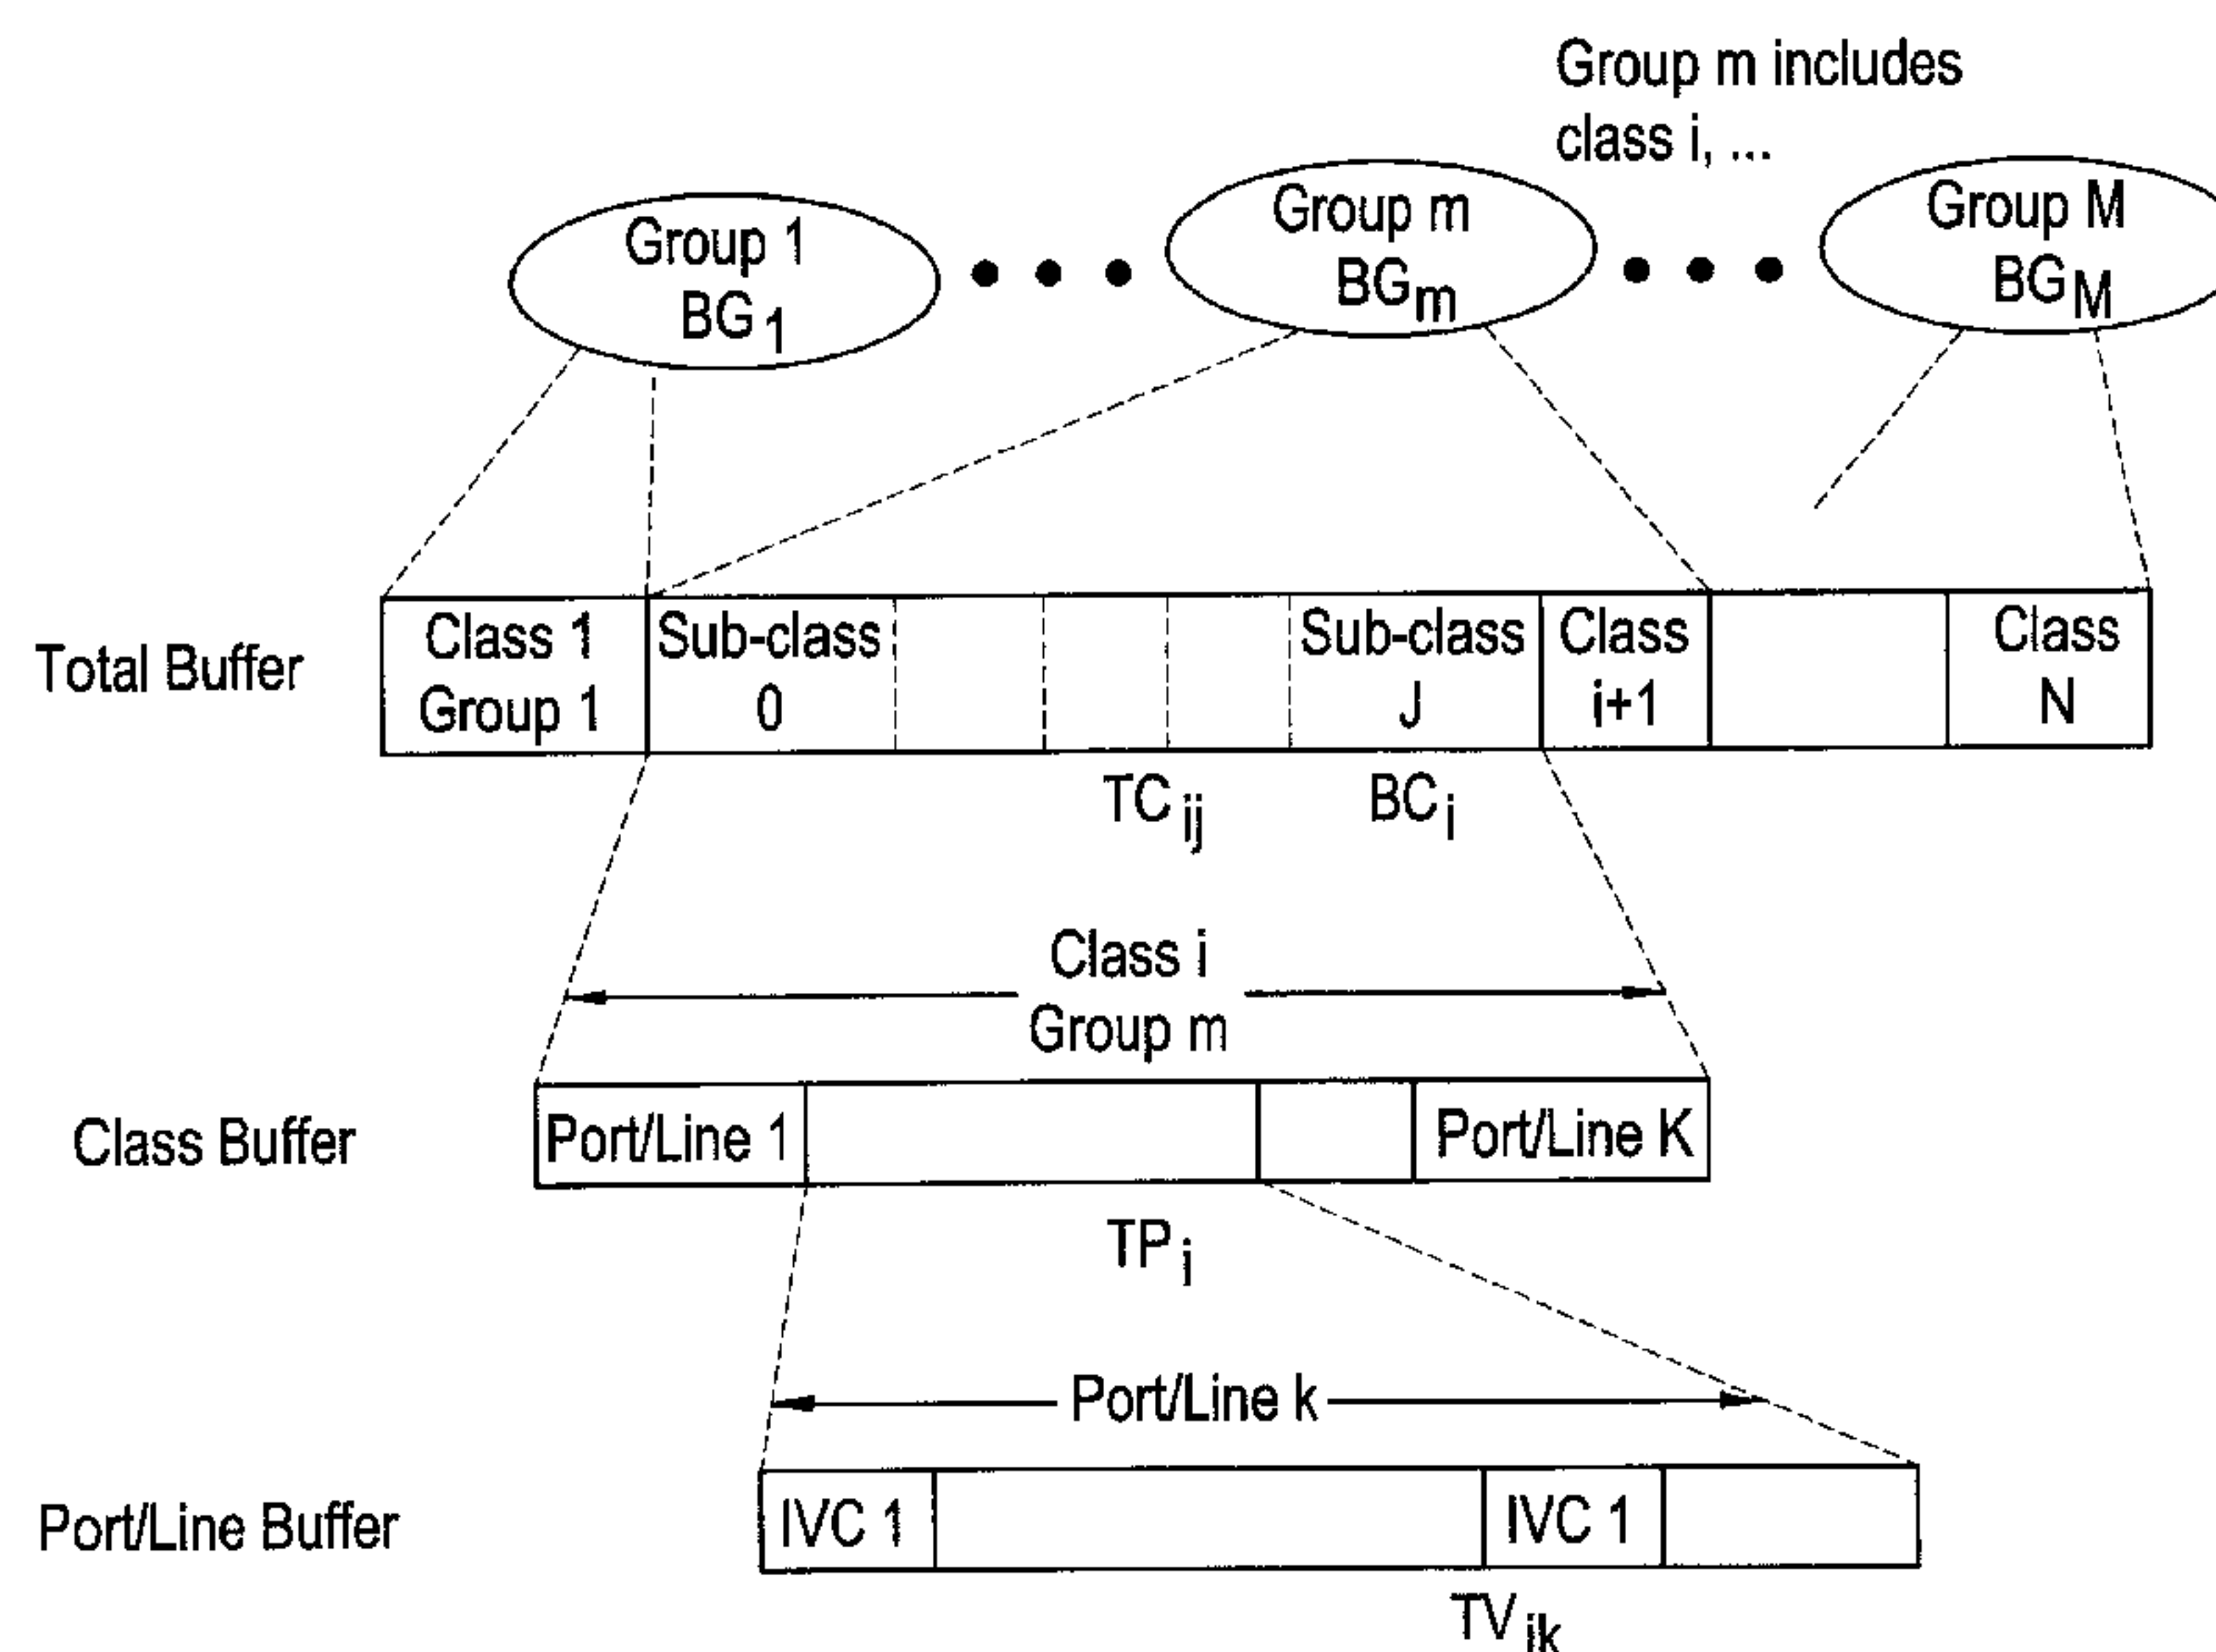 Group m includes
class i, ...
Group 1
BG1
Group m
BGm
Group M
BGM
Total Buffer
Class 1
Group 1
Sub-class
0
Sub-class
J
Class
i+1
Class
N
TCij
BCi
Class i
Group m
Class Buffer
Port/Line 1
Port/Line K
TPi
Port/Line k
Port/Line Buffer
IVC 1
IVC 1
TVik